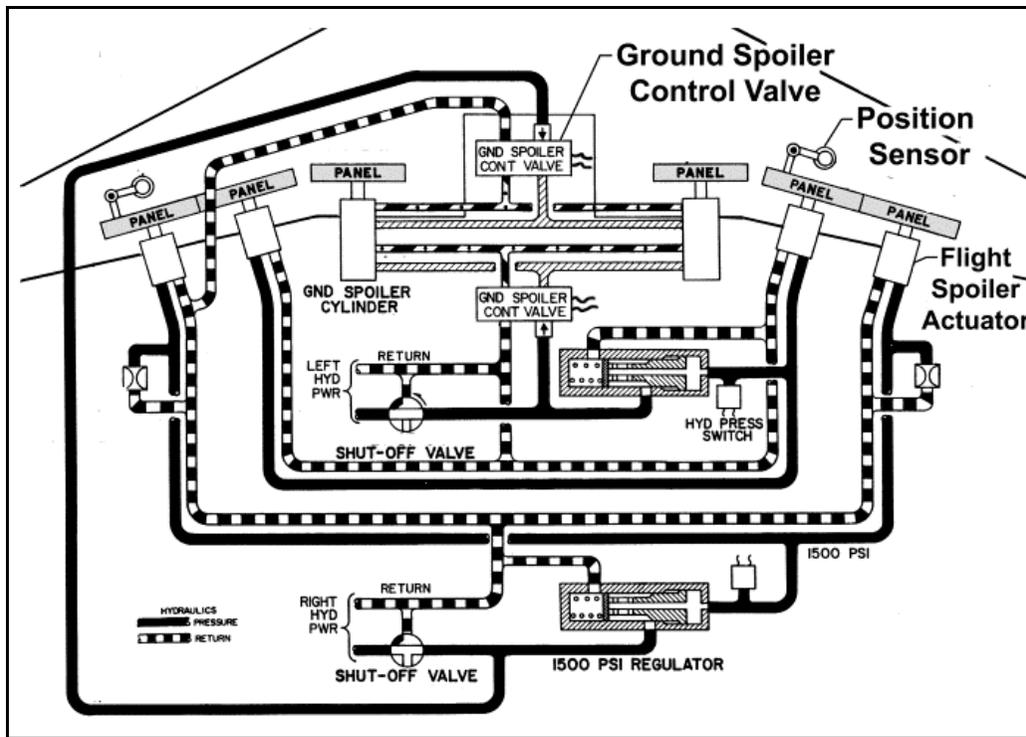 Ground Spoiler
Control Valve
Position
Sensor
GND SPOILER
CONT VALVE
PANEL
PANEL
PANEL
PANEL
PANEL
PANEL
GND SPOILER
CYLINDER
GND SPOILER
CONT VALVE
Flight
Spoiler
Actuator
RETURN
LEFT
HYD
PWR
SHUT-OFF VALVE
HYD PRESS
SWITCH
1500 PSI
RETURN
RIGHT
HYD
PWR
SHUT-OFF VALVE
1500 PSI REGULATOR
HYDRAULICS
PRESSURE
RETURN